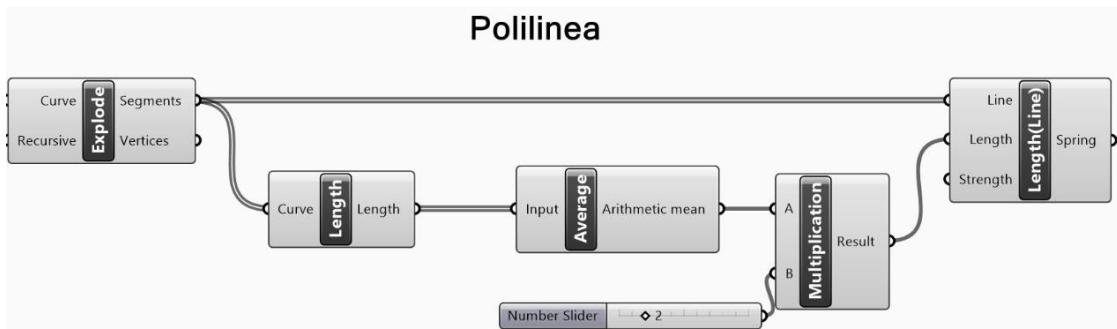 Polilinea
Curve
Recursive
Explode
Segments
Vertices
Curve
Length
Length
Input
Average
Arithmetic mean
A
B
Multiplication
Result
Number Slider
2
Line
Length
Strength
Length(Line)
Spring